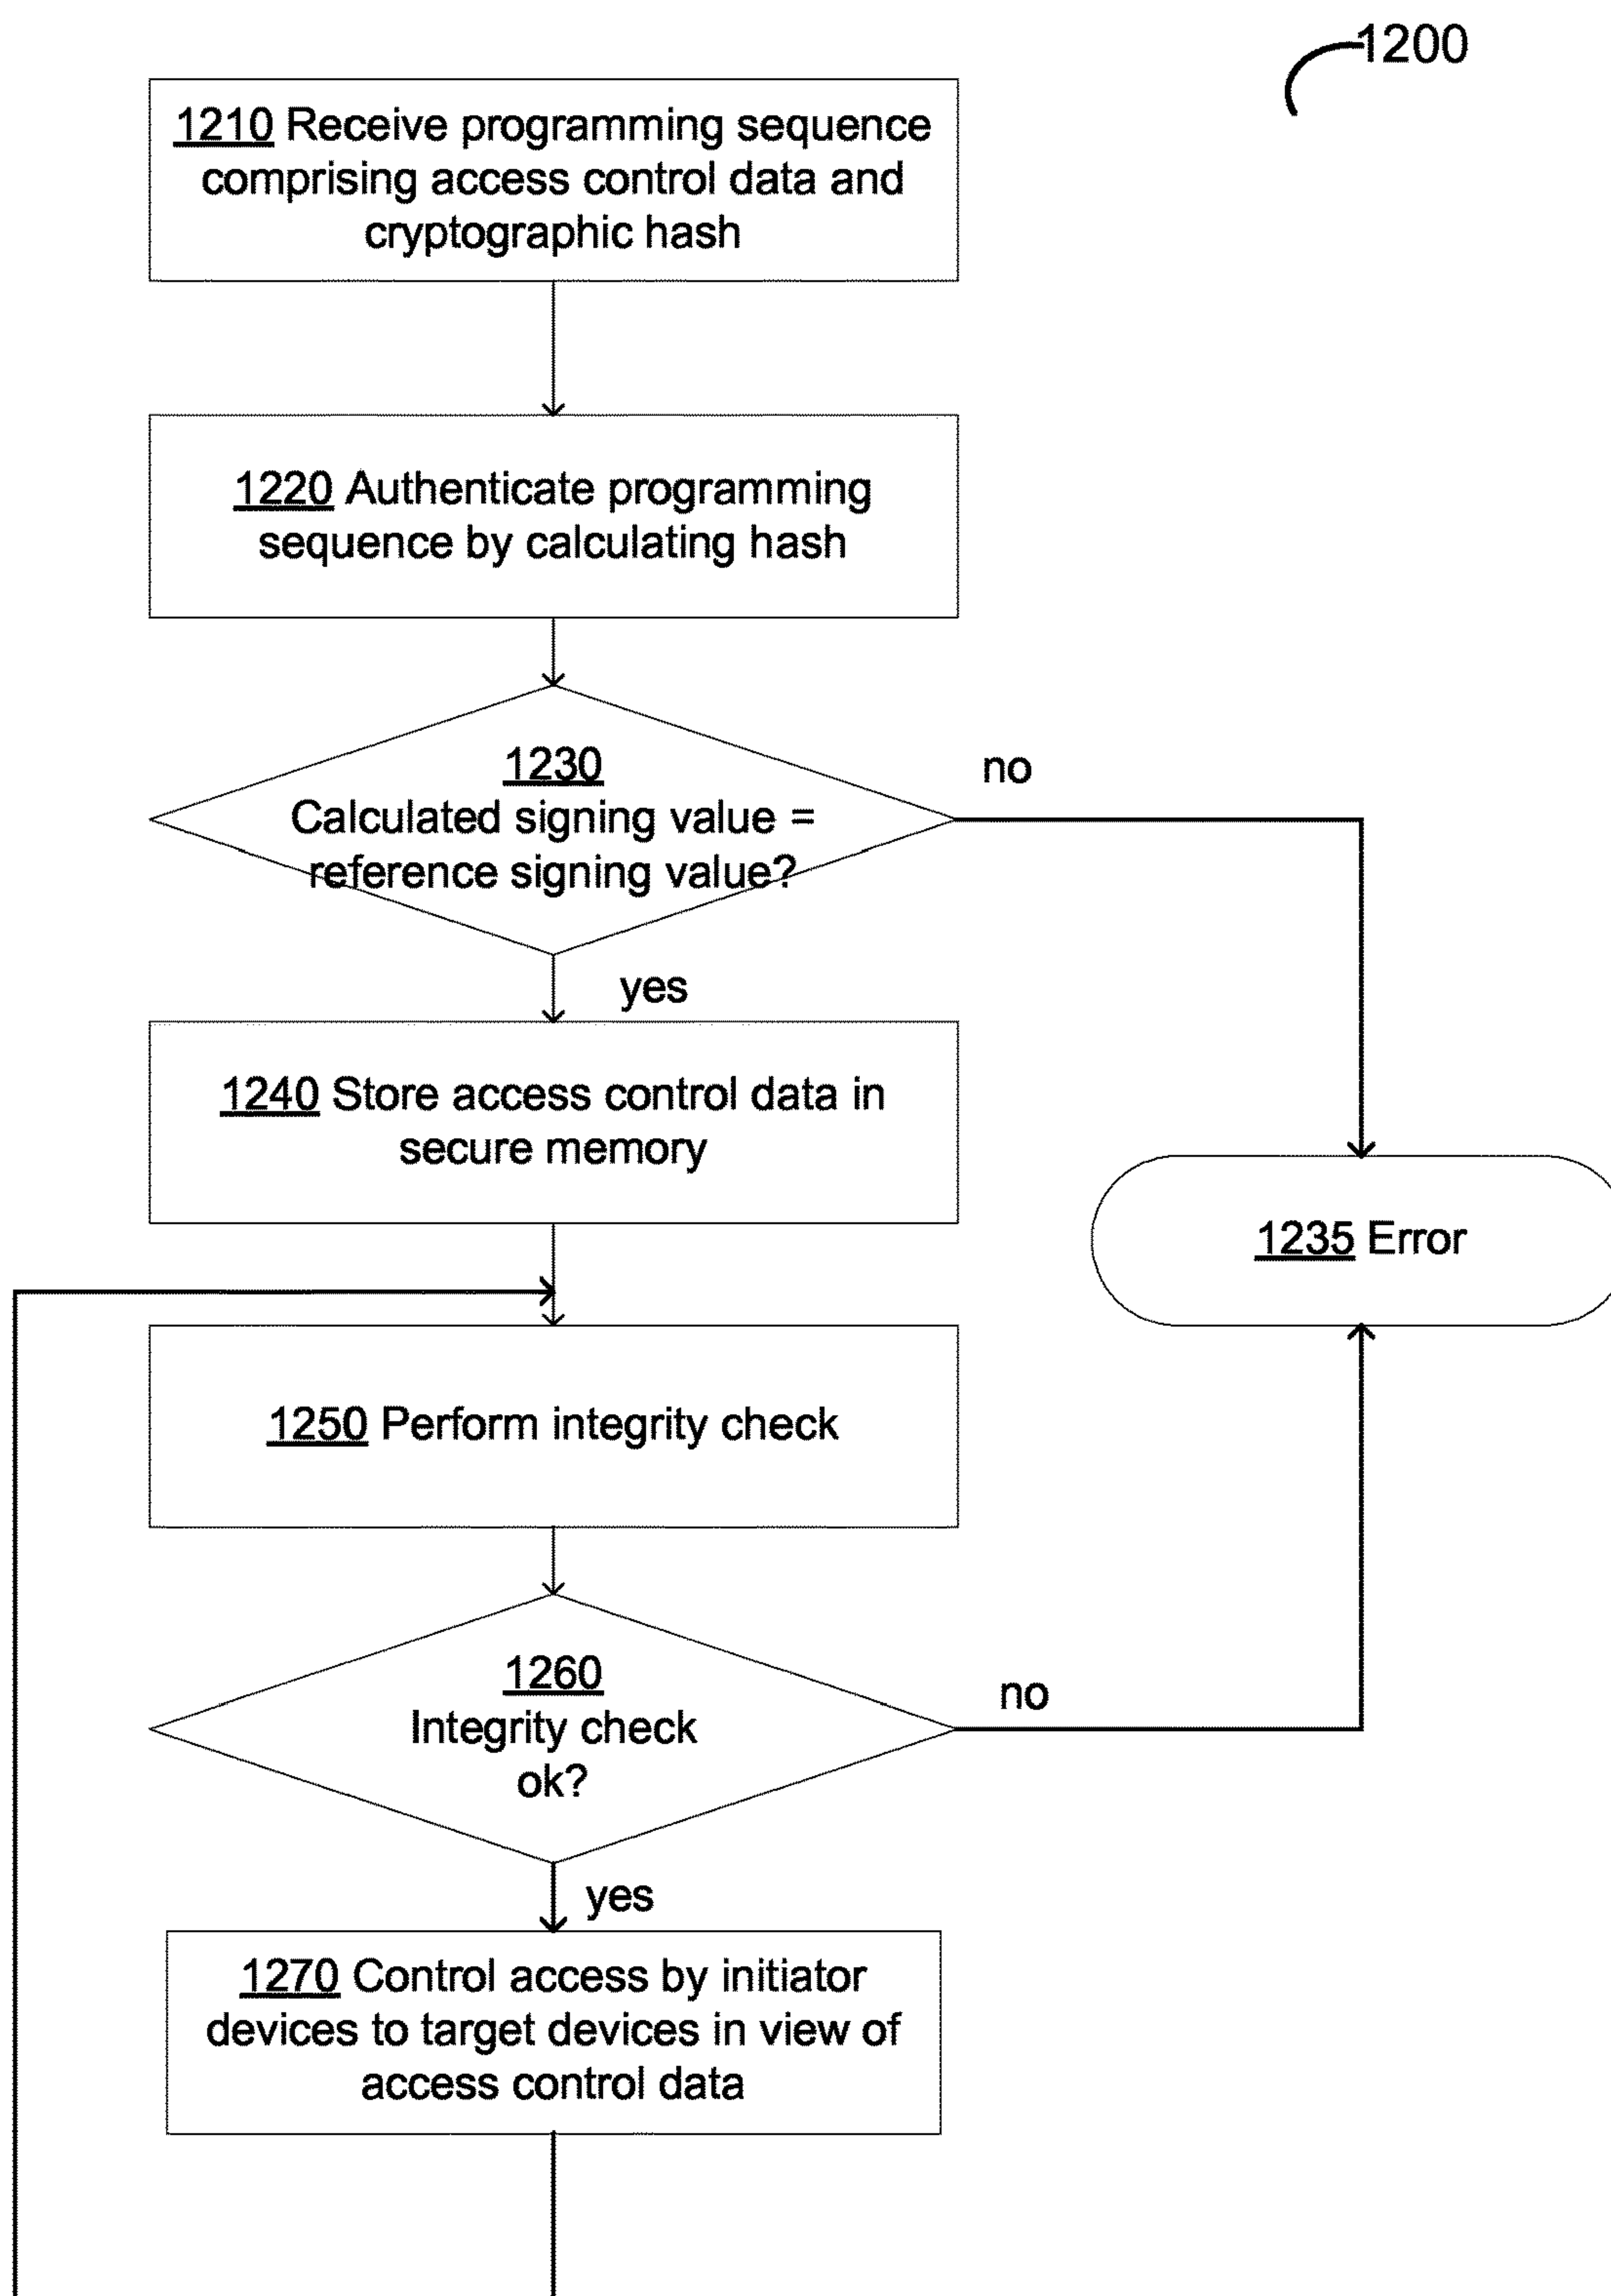 1200
1210 Receive programming sequence
comprising access control data and
cryptographic hash
1220 Authenticate programming
sequence by calculating hash
1230
Calculated signing value =
reference signing value?
no
yes
1240 Store access control data in
secure memory
1235 Error
1250 Perform integrity check
1260
Integrity check
ok?
no
yes
1270 Control access by initiator
devices to target devices in view of
access control data